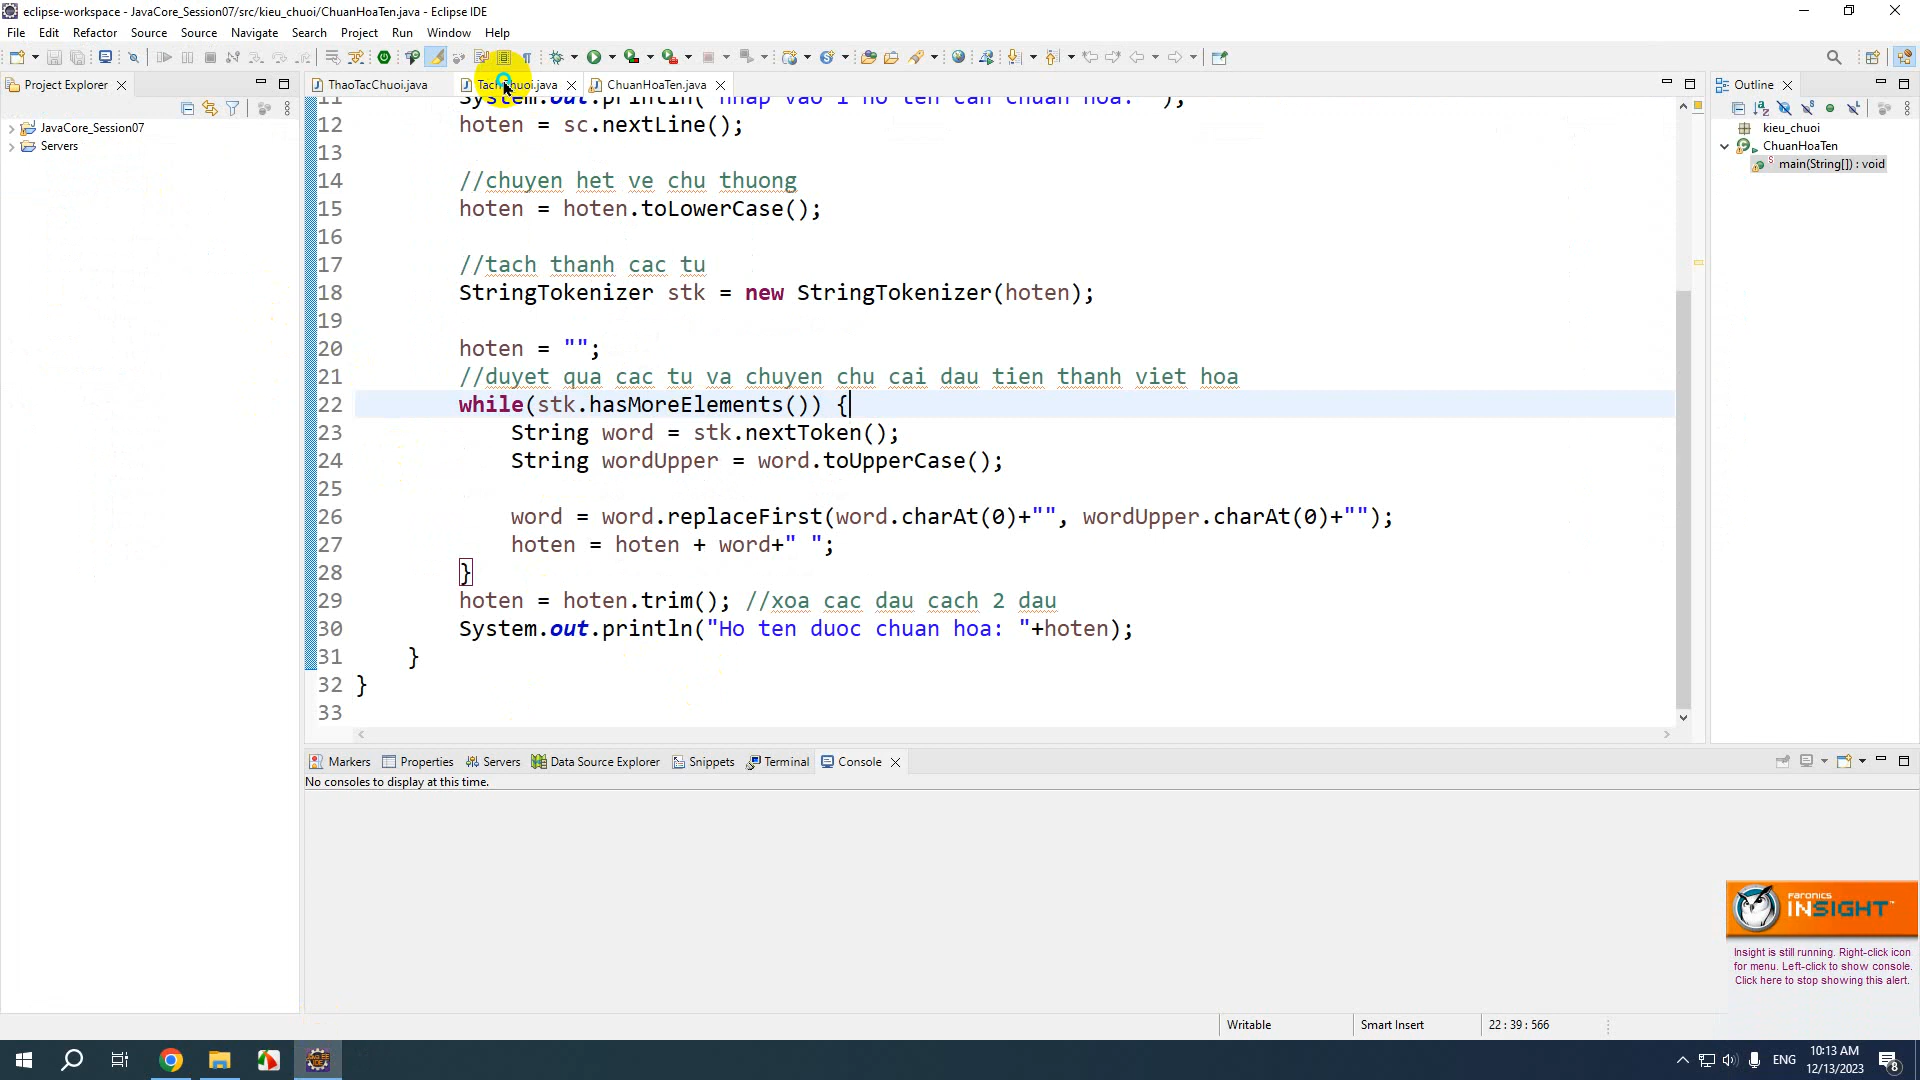 eclipse-workspace - JavaCore_Session07/src/kieu_chuoi/ChuanHoaTen.java - Eclipse IDE
File Edit Refactor Source Source Navigate Search Project Run Window Help
Project Explorer
ThaoTacChuoi.java
ChuanHoaTen.java
Outline
JavaCore_Session07
Servers
kieu_chuoi
ChuanHoaTen
main(String[]) : void
11 System.out.println("nhap vao 1 ho ten can chuan hoa: ");
12 hoten = sc.nextLine();
13
14 //chuyen het ve chu thuong
15 hoten = hoten.toLowerCase();
16
17 //tach thanh cac tu
18 StringTokenizer stk = new StringTokenizer(hoten);
19
20 hoten = "";
21 //duyet qua cac tu va chuyen chu cai dau tien thanh viet hoa
22 while(stk.hasMoreElements()) {
23 String word = stk.nextToken();
24 String wordUpper = word.toUpperCase();
25
26 word = word.replaceFirst(word.charAt(0)+"", wordUpper.charAt(0)+"");
27 hoten = hoten + word+" ";
28 }
29 hoten = hoten.trim(); //xoa cac dau cach 2 dau
30 System.out.println("Ho ten duoc chuan hoa: "+hoten);
31 }
32 }
33
Markers Properties Servers Data Source Explorer Snippets Terminal Console
No consoles to display at this time.
FARONICS
INSIGHT™
Insight is still running. Right-click icon
for menu. Left-click to show console.
Click here to stop showing this alert.
Writable
Smart Insert
22 : 39 : 566
ENG
10:13 AM
12/13/2023
8